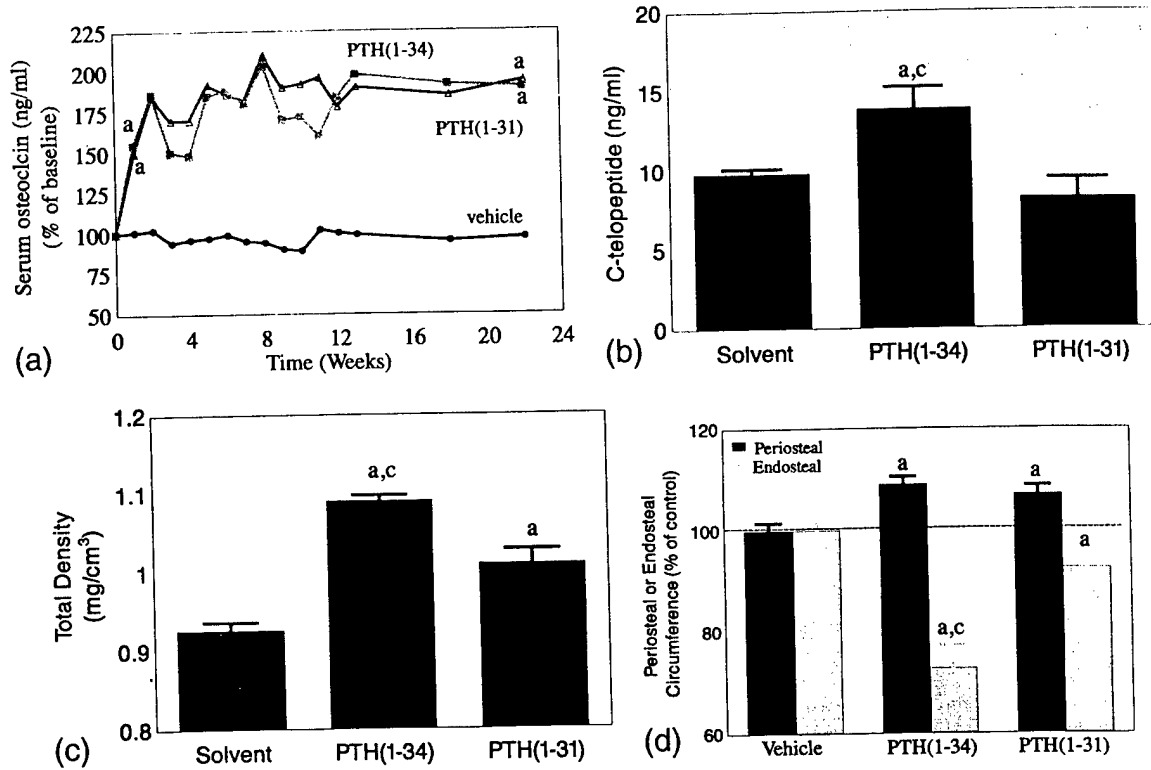 225
200
175
150
125
100
75
50
Serum osteoclcin (ng/ml)
(% of baseline)
PTH(1-34)
PTH(1-31)
vehicle
a
a
a
a
0 4 8 12 16 20 24
Time (Weeks)
(a)
20
15
10
5
0
C-telopeptide (ng/ml)
a,c
Solvent PTH(1-34) PTH(1-31)
(b)
1.2
1.1
1
0.9
0.8
Total Density
(mg/cm³)
a,c
a
Solvent PTH(1-34) PTH(1-31)
(c)
120
100
80
60
Periosteal or Endosteal
Circumference (% of control)
Periosteal
Endosteal
a
a
a
a,c
Vehicle PTH(1-34) PTH(1-31)
(d)